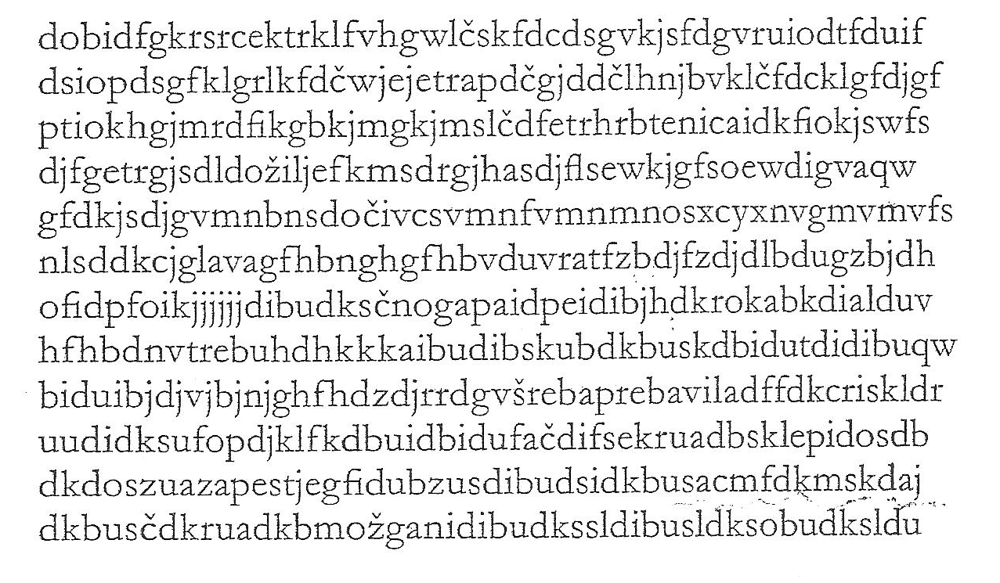 dobidfgkrsrcektrklfvhgwlčskfdcdsgvkjsfdgvruiodtfduif
dsiopdsgfklgrlkfdčwjejetrapdčgjddčlhnjbvklčfdcklgfdjgf
ptiokhgjmrdfikgbkjmgkjmslčdfetrhrbtenicaidkfiokjswfs
djfgetrgjsdldožiljefkmsdrgjhasdjflsewkjgfsoewdigvaqw
gfdkjsdjgvmnbnsdočivcsvmnfvmnmnosxcyxnvgmvmvfs
nlsddkcjglavagfhbnghgfhbvduvratfzbdjfzdjdlbdugzbjdh
ofidpfoikjjjjjjdibudksčnogapaidpeidibjhdkrokabkdialduv
hfhbdnvtrebuhdhkkkaibudibskubdkbuskdbidutdidibuqw
biduibjdjvjbjnjghfhdzdjrrdgvšrebaprebaviladffdkcriskldr
uudidksufopdjklfkdbuidbidufačdifsekruadbsklepidosdb
dkdoszuazapestjegfidubzusdibudsidkbusacmfdkmskdaj
dkbusčdkruadkbmožganidibudkssldibusldksobudksldu